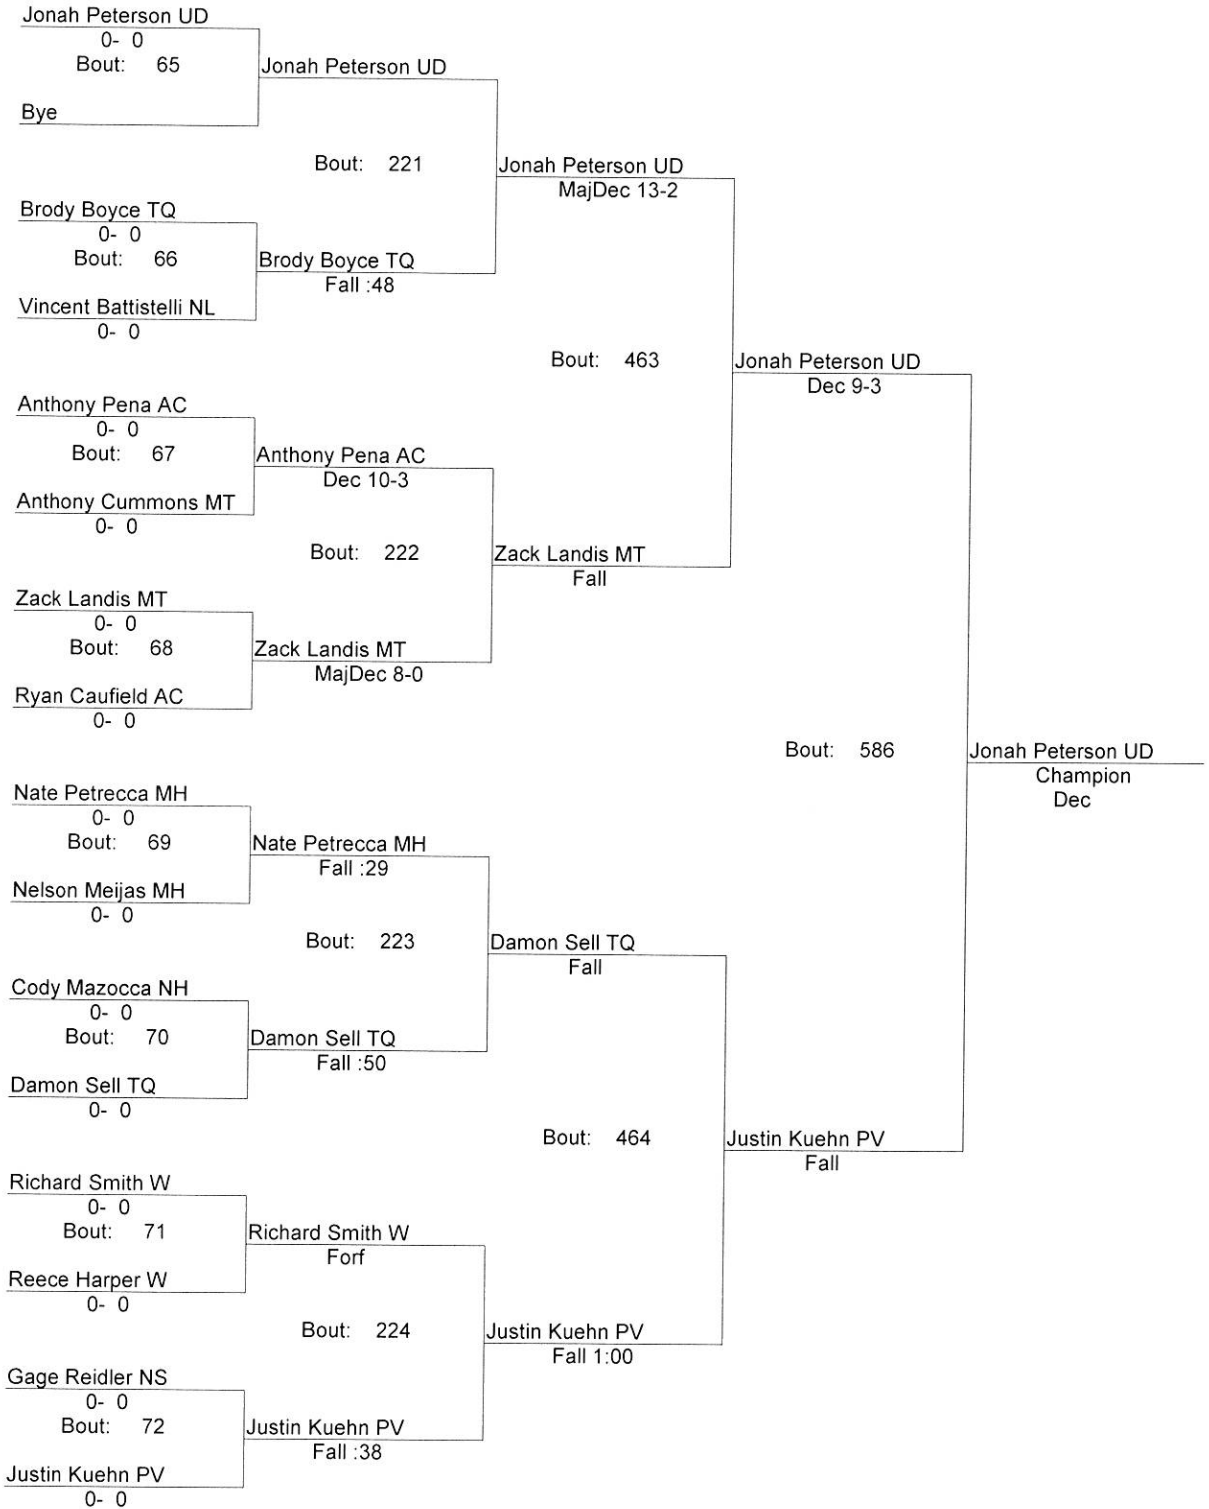 Jonah Peterson UD
0- 0
Bout: 65
Jonah Peterson UD
Bye
Bout: 221
Jonah Peterson UD
MajDec 13-2
Brody Boyce TQ
0- 0
Bout: 66
Brody Boyce TQ
Fall :48
Vincent Battistelli NL
0- 0
Bout: 463
Jonah Peterson UD
Dec 9-3
Anthony Pena AC
0- 0
Bout: 67
Anthony Pena AC
Dec 10-3
Anthony Cummons MT
0- 0
Bout: 222
Zack Landis MT
Fall
Zack Landis MT
0- 0
Bout: 68
Zack Landis MT
MajDec 8-0
Ryan Caufield AC
0- 0
Bout: 586
Jonah Peterson UD
Champion
Dec
Nate Petrecca MH
0- 0
Bout: 69
Nate Petrecca MH
Fall :29
Nelson Meijas MH
0- 0
Bout: 223
Damon Sell TQ
Fall
Cody Mazocca NH
0- 0
Bout: 70
Damon Sell TQ
Fall :50
Damon Sell TQ
0- 0
Bout: 464
Justin Kuehn PV
Fall
Richard Smith W
0- 0
Bout: 71
Richard Smith W
Forf
Reece Harper W
0- 0
Bout: 224
Justin Kuehn PV
Fall 1:00
Gage Reidler NS
0- 0
Bout: 72
Justin Kuehn PV
Fall :38
Justin Kuehn PV
0- 0